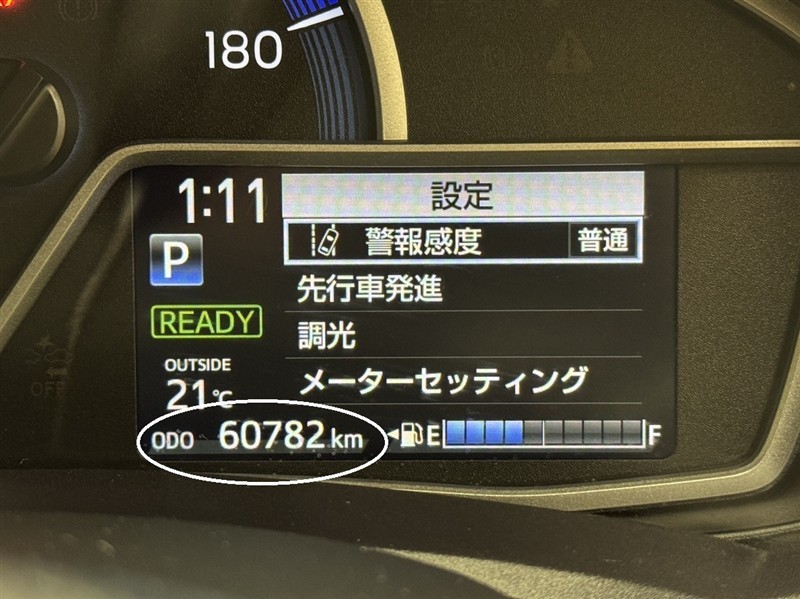 180
1:11
設定
警報感度 普通
P
先行車発進
READY
調光
OUTSIDE
21℃
メーターセッティング
ODO 60782 km
E F
OFF